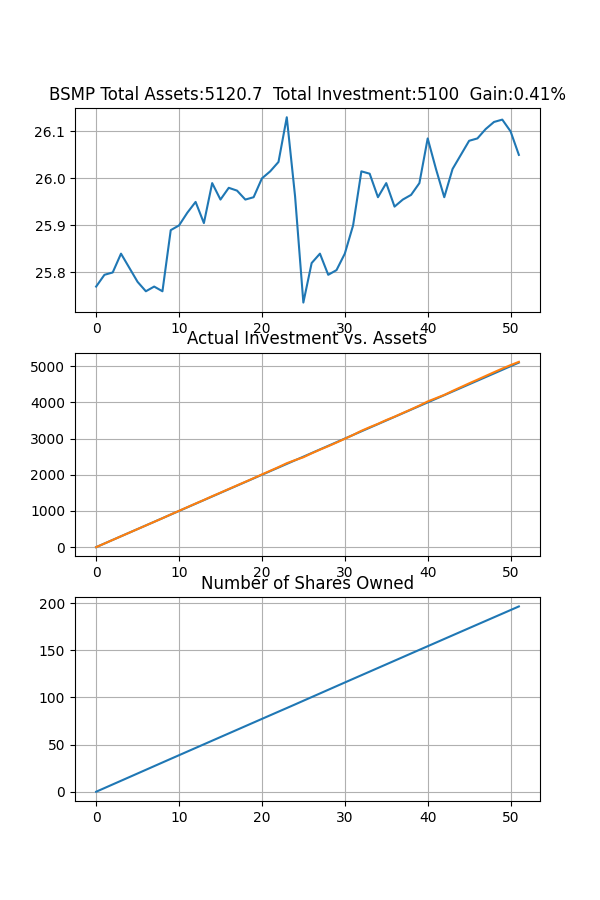 BSMP Total Assets:5120.7  Total Investment:5100  Gain:0.41%
26.1
26.0
25.9
25.8
0 10 20 30 40 50
Actual Investment vs. Assets
5000
4000
3000
2000
1000
0
0 10 20 30 40 50
Number of Shares Owned
200
150
100
50
0
0 10 20 30 40 50